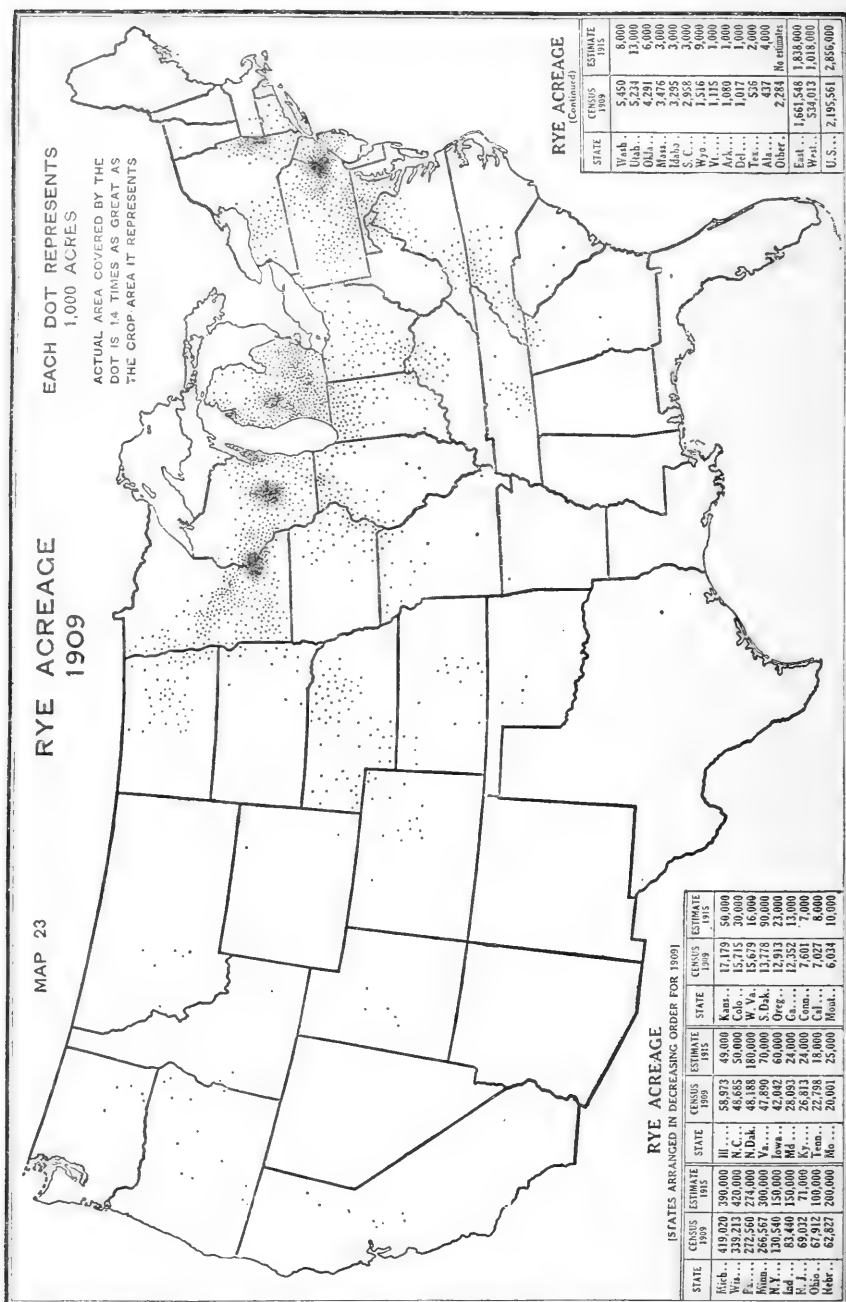 MAP 23
RYE ACREAGE
1909
EACH DOT REPRESENTS
1,000 ACRES
ACTUAL AREA COVERED BY THE
DOT IS 1.4 TIMES AS GREAT AS
THE CROP AREA IT REPRESENTS
RYE ACREAGE
[STATES ARRANGED IN DECREASING ORDER FOR 1909]
STATE CENSUS 1909 ESTIMATE 1915
Mich.. 419,020 390,000
Wis... 339,213 420,000
Pa.... 272,560 274,000
Minn.. 266,567 300,000
N.Y... 130,540 150,000
Ind... 83,440 150,000
N.J... 69,032 71,000
Ohio.. 67,912 100,000
Nebr.. 62,827 200,000
STATE CENSUS 1909 ESTIMATE 1915
Ill.... 58,973 49,000
N.C... 48,685 50,000
N.Dak. 48,188 180,000
Va.... 47,890 70,000
Iowa.. 42,042 60,000
Md.... 28,093 24,000
Ky.... 26,813 24,000
Tenn.. 22,798 18,000
Mo.... 20,001 25,000
STATE CENSUS 1909 ESTIMATE 1915
Kans.. 17,179 50,000
Colo.. 15,715 30,000
W. Va. 15,679 16,000
S. Dak. 13,778 90,000
Oreg.. 12,913 23,000
Ga.... 12,352 13,000
Conn.. 7,601 7,000
Cal... 7,027 8,000
Mont.. 6,034 10,000
RYE ACREAGE
(Continued)
STATE CENSUS 1909 ESTIMATE 1915
Wash.. 5,450 8,000
Utah.. 5,234 13,000
Okla.. 4,291 6,000
Mass.. 3,476 3,000
Idaho.. 3,295 3,000
S. C... 2,958 3,000
Wyo... 1,516 9,000
Vt.... 1,115 1,000
Ark... 1,080 1,000
Del... 1,017 1,000
Tex... 536 2,000
Ala... 437 4,000
Other. 2,284 No estimates
East.. 1,661,548 1,838,000
West.. 534,013 1,018,000
U.S... 2,195,561 2,856,000